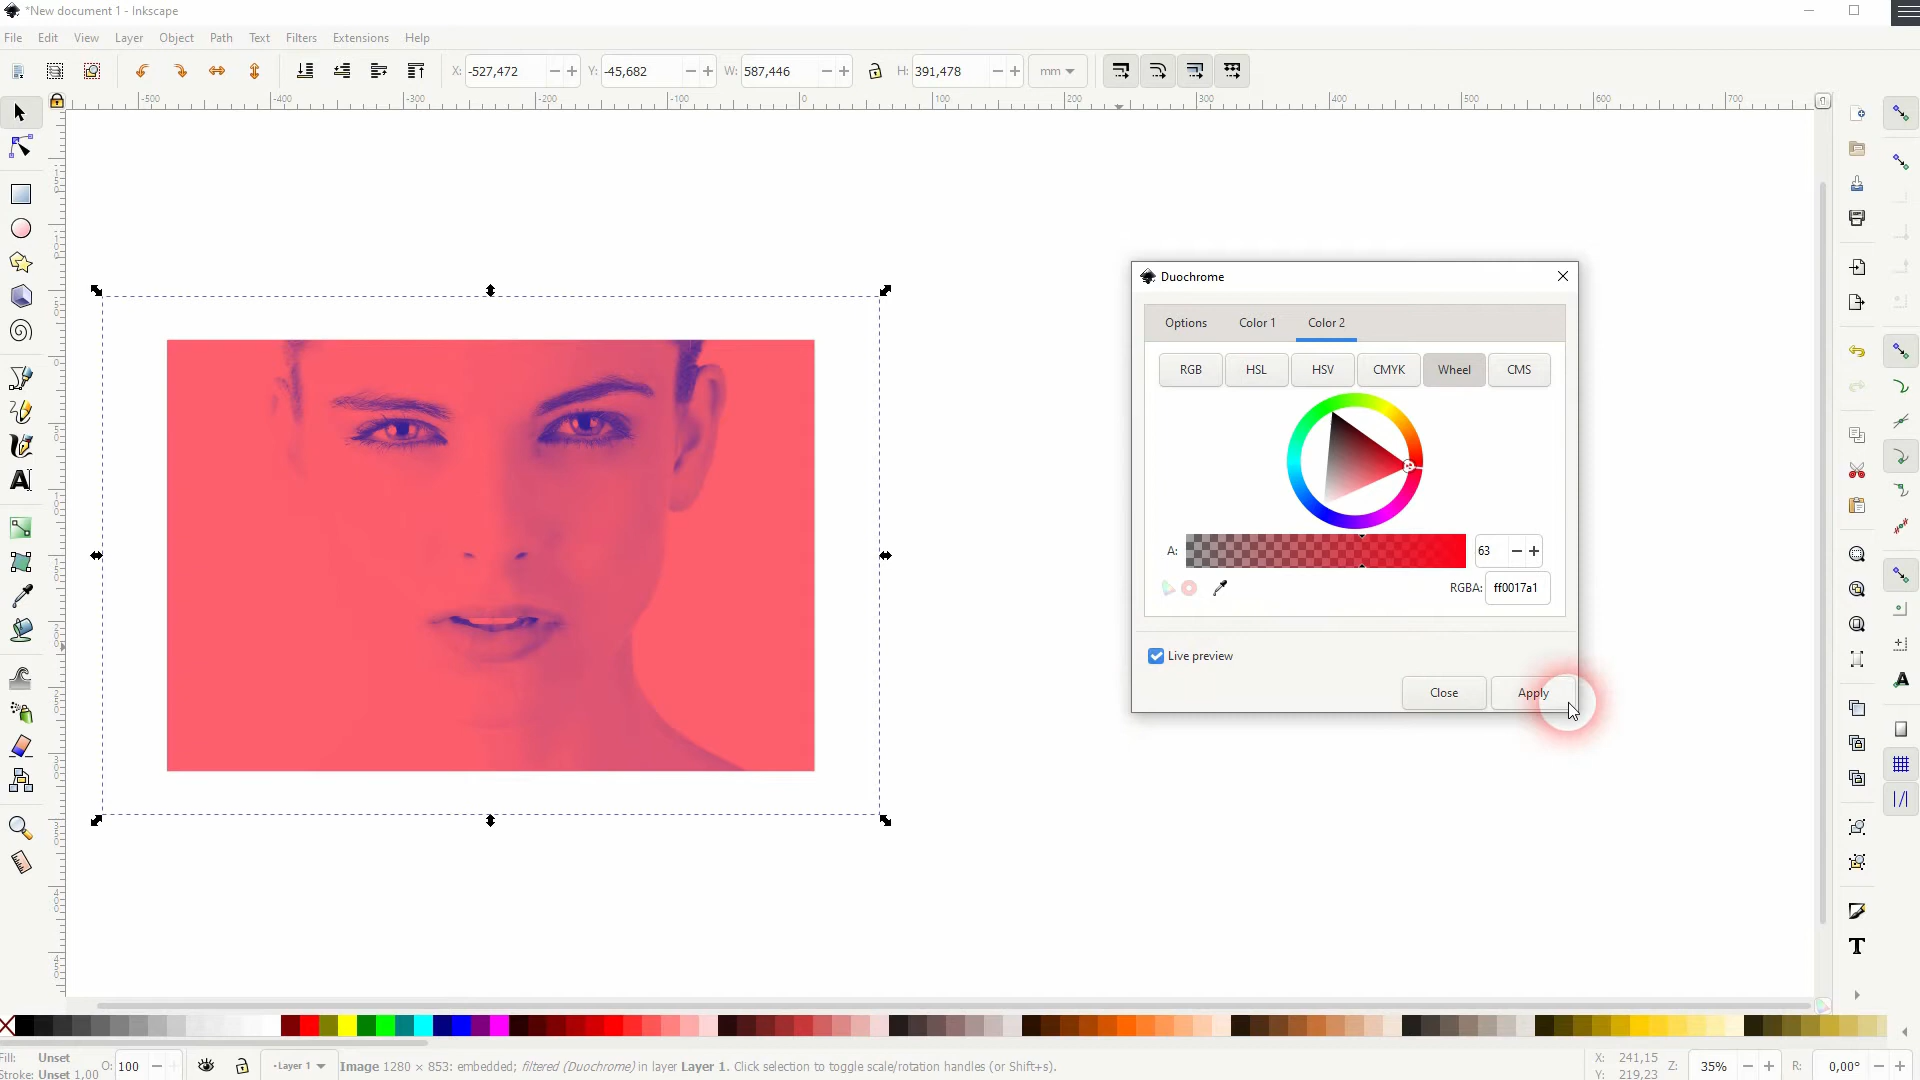 *New document 1 - Inkscape
File Edit View Layer Object Path Text Filters Extensions Help
X: -527,472 Y: -45,682 W: 587,446 H: 391,478 mm
-500 -400 -300 -200 -100 0 100 200 300 400 500 600 700
Duochrome
Options Color 1 Color 2
RGB HSL HSV CMYK Wheel CMS
A: 63
RGBA: ff0017a1
Live preview
Close Apply
Fill: Unset
Stroke: Unset 1,00
O: 100
Layer 1
Image 1280 × 853: embedded; filtered (Duochrome) in layer Layer 1. Click selection to toggle scale/rotation handles (or Shift+s).
X: 241,15
Y: 219,23
Z: 35% R: 0,00°